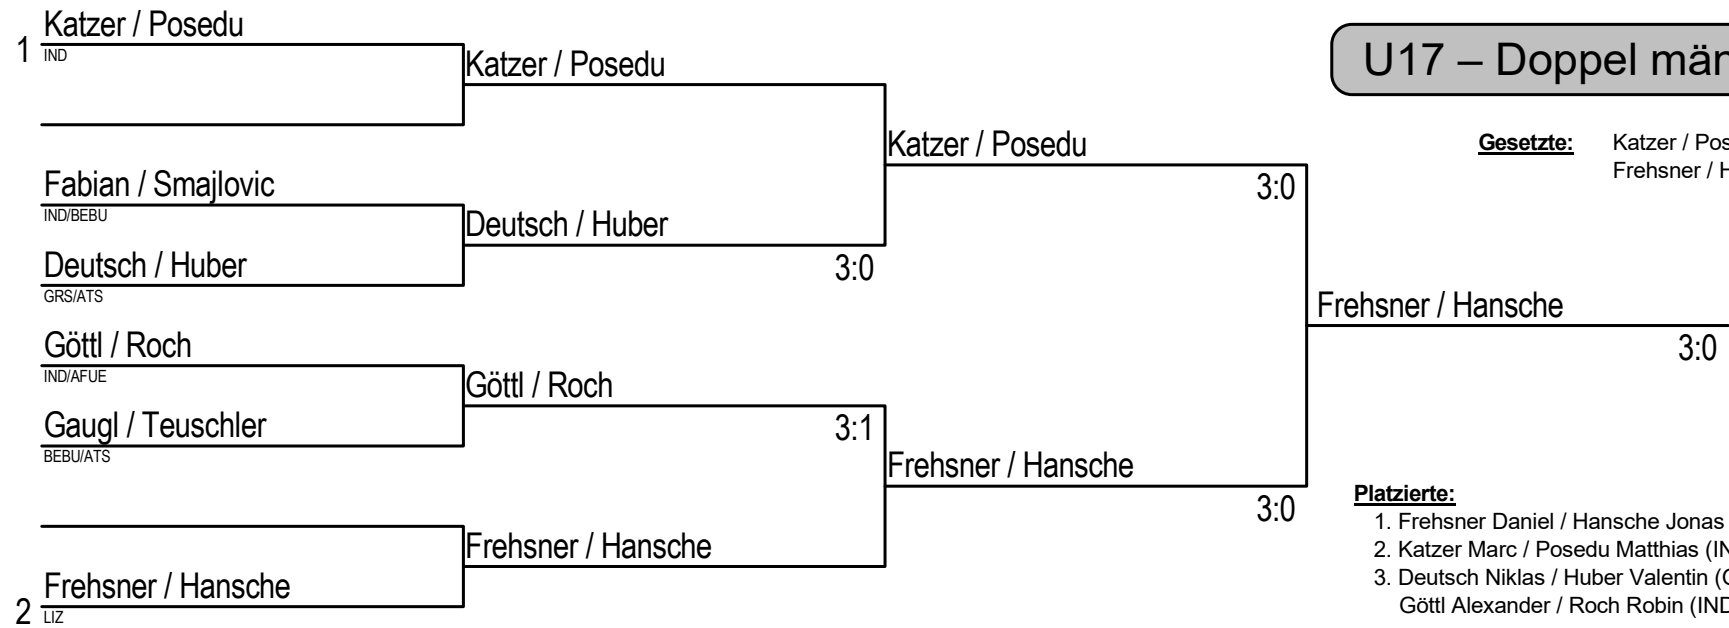 Katzer / Posedu
1 IND
Katzer / Posedu
U17 – Doppel män
Katzer / Posedu
Gesetzte: Katzer / Pos
Frehsner / H
Fabian / Smajlovic
3:0
IND/BEBU
Deutsch / Huber
Deutsch / Huber
3:0
GRS/ATS
Frehsner / Hansche
Göttl / Roch
3:0
IND/AFUE
Göttl / Roch
Gaugl / Teuschler
3:1
BEBU/ATS
Frehsner / Hansche
Platzierte:
3:0
1. Frehsner Daniel / Hansche Jonas
Frehsner / Hansche
2. Katzer Marc / Posedu Matthias (IN
3. Deutsch Niklas / Huber Valentin (G
Frehsner / Hansche
Göttl Alexander / Roch Robin (IND
2 LIZ